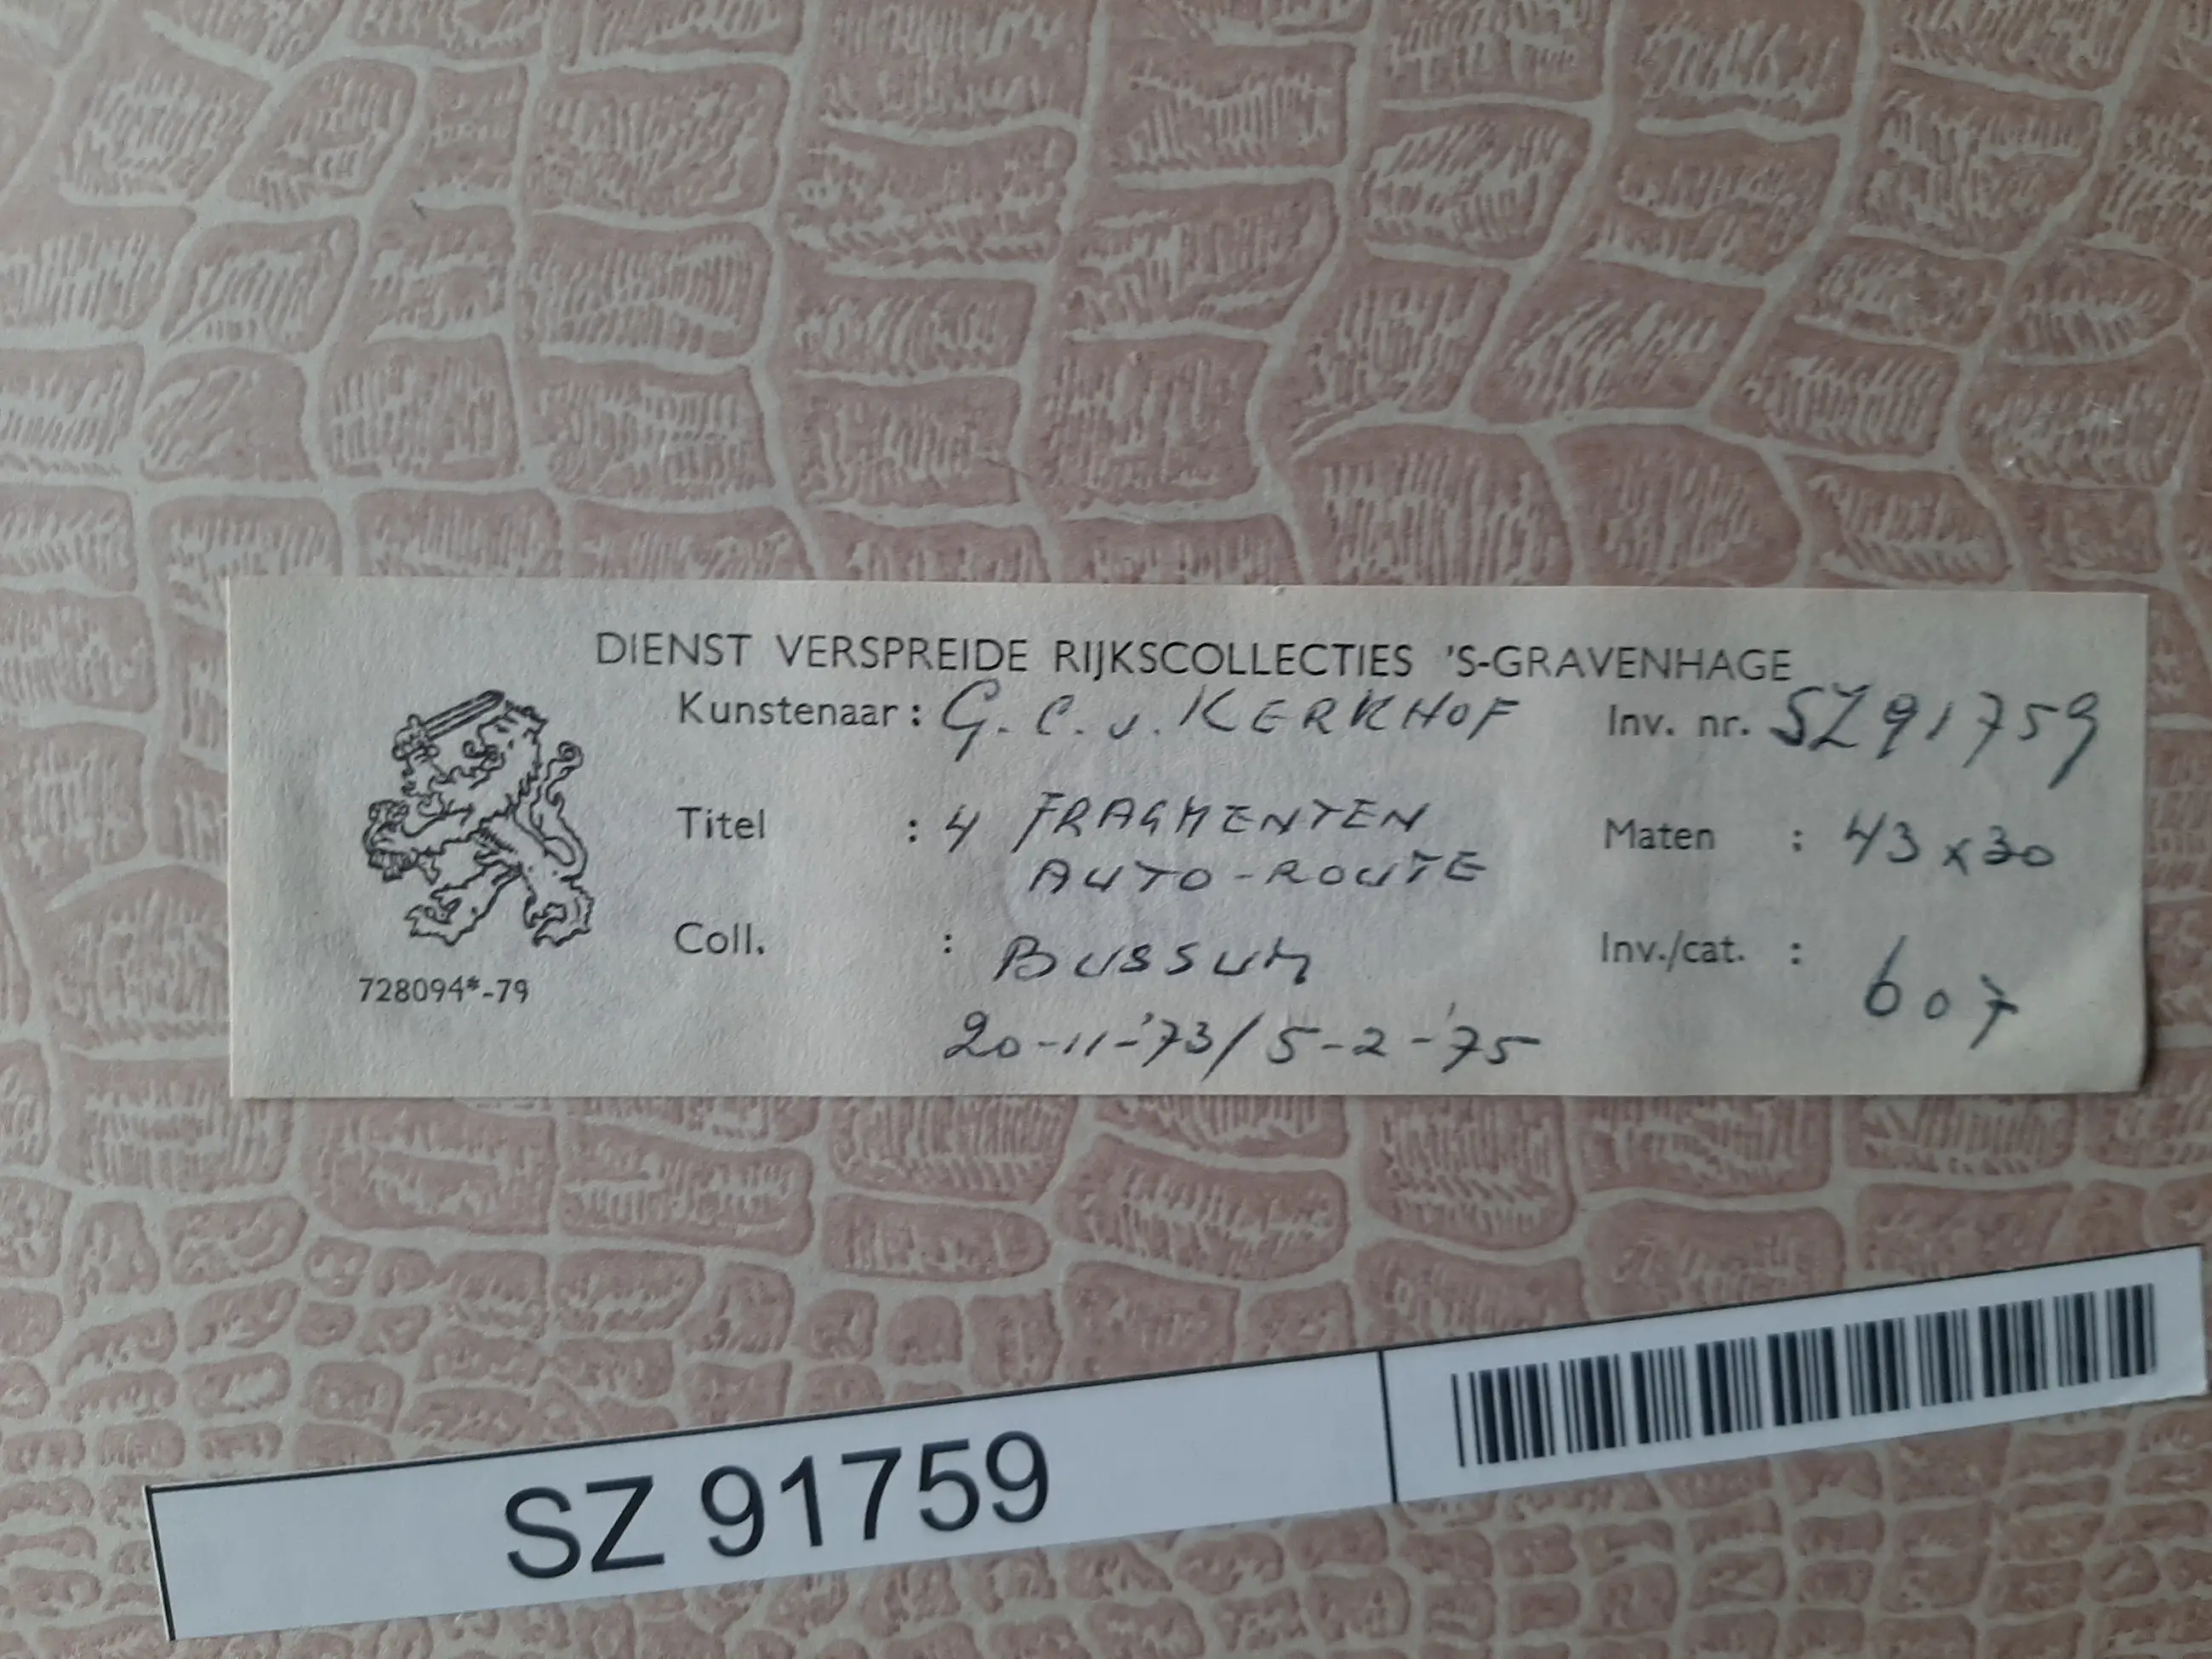 DIENST VERSPREIDE RIJKSCOLLECTIES 'S-GRAVENHAGE
Kunstenaar: G. C. v. KERKHOF Inv. nr. SZ91759
Titel : 4 FRAGMENTEN Maten : 43 x 30
AUTO-ROUTE
Coll. : BUSSUM Inv./cat. : 607
728094*-79
20-11-'73/5-2-'75
SZ 91759